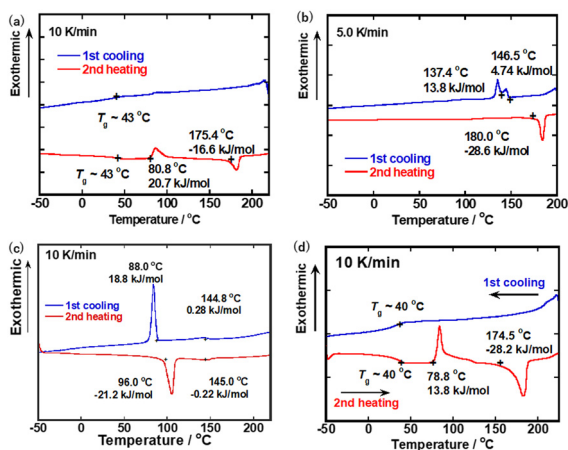 (a)
10 K/min
1st cooling
2nd heating
Tg ~ 43 °C
175.4 °C
-16.6 kJ/mol
Tg ~ 43 °C
80.8 °C
20.7 kJ/mol
Exothermic
-50 0 50 100 150 200
Temperature / °C
(b)
5.0 K/min
146.5 °C
4.74 kJ/mol
137.4 °C
13.8 kJ/mol
180.0 °C
-28.6 kJ/mol
1st cooling
2nd heating
Exothermic
-50 0 50 100 150 200
Temperature / °C
(c)
10 K/min
88.0 °C
18.8 kJ/mol
1st cooling
2nd heating
144.8 °C
0.28 kJ/mol
96.0 °C
-21.2 kJ/mol
145.0 °C
-0.22 kJ/mol
Exothermic
-50 0 50 100 150 200
Temperature / °C
(d)
10 K/min
1st cooling
Tg ~ 40 °C
174.5 °C
-28.2 kJ/mol
Tg ~ 40 °C
78.8 °C
13.8 kJ/mol
2nd heating
Exothermic
-50 0 50 100 150 200
Temperature / °C